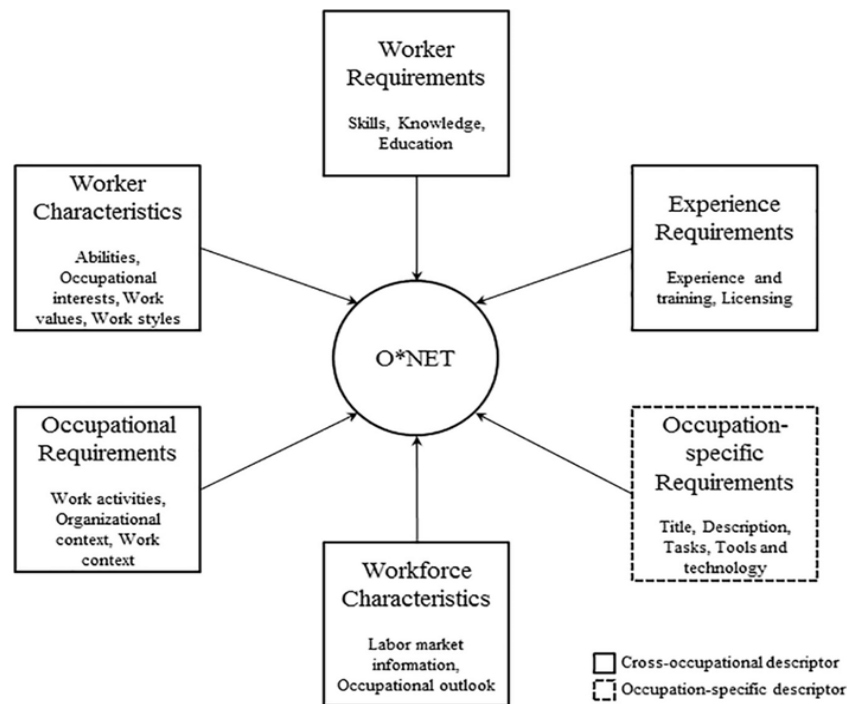 Worker
Requirements
Skills, Knowledge,
Education
Worker
Characteristics
Abilities,
Occupational
interests, Work
values, Work styles
Experience
Requirements
Experience and
training, Licensing
O*NET
Occupational
Requirements
Work activities,
Organizational
context, Work
context
Occupation-
specific
Requirements
Title, Description,
Tasks, Tools and
technology
Workforce
Characteristics
Labor market
information,
Occupational outlook
Cross-occupational descriptor
Occupation-specific descriptor